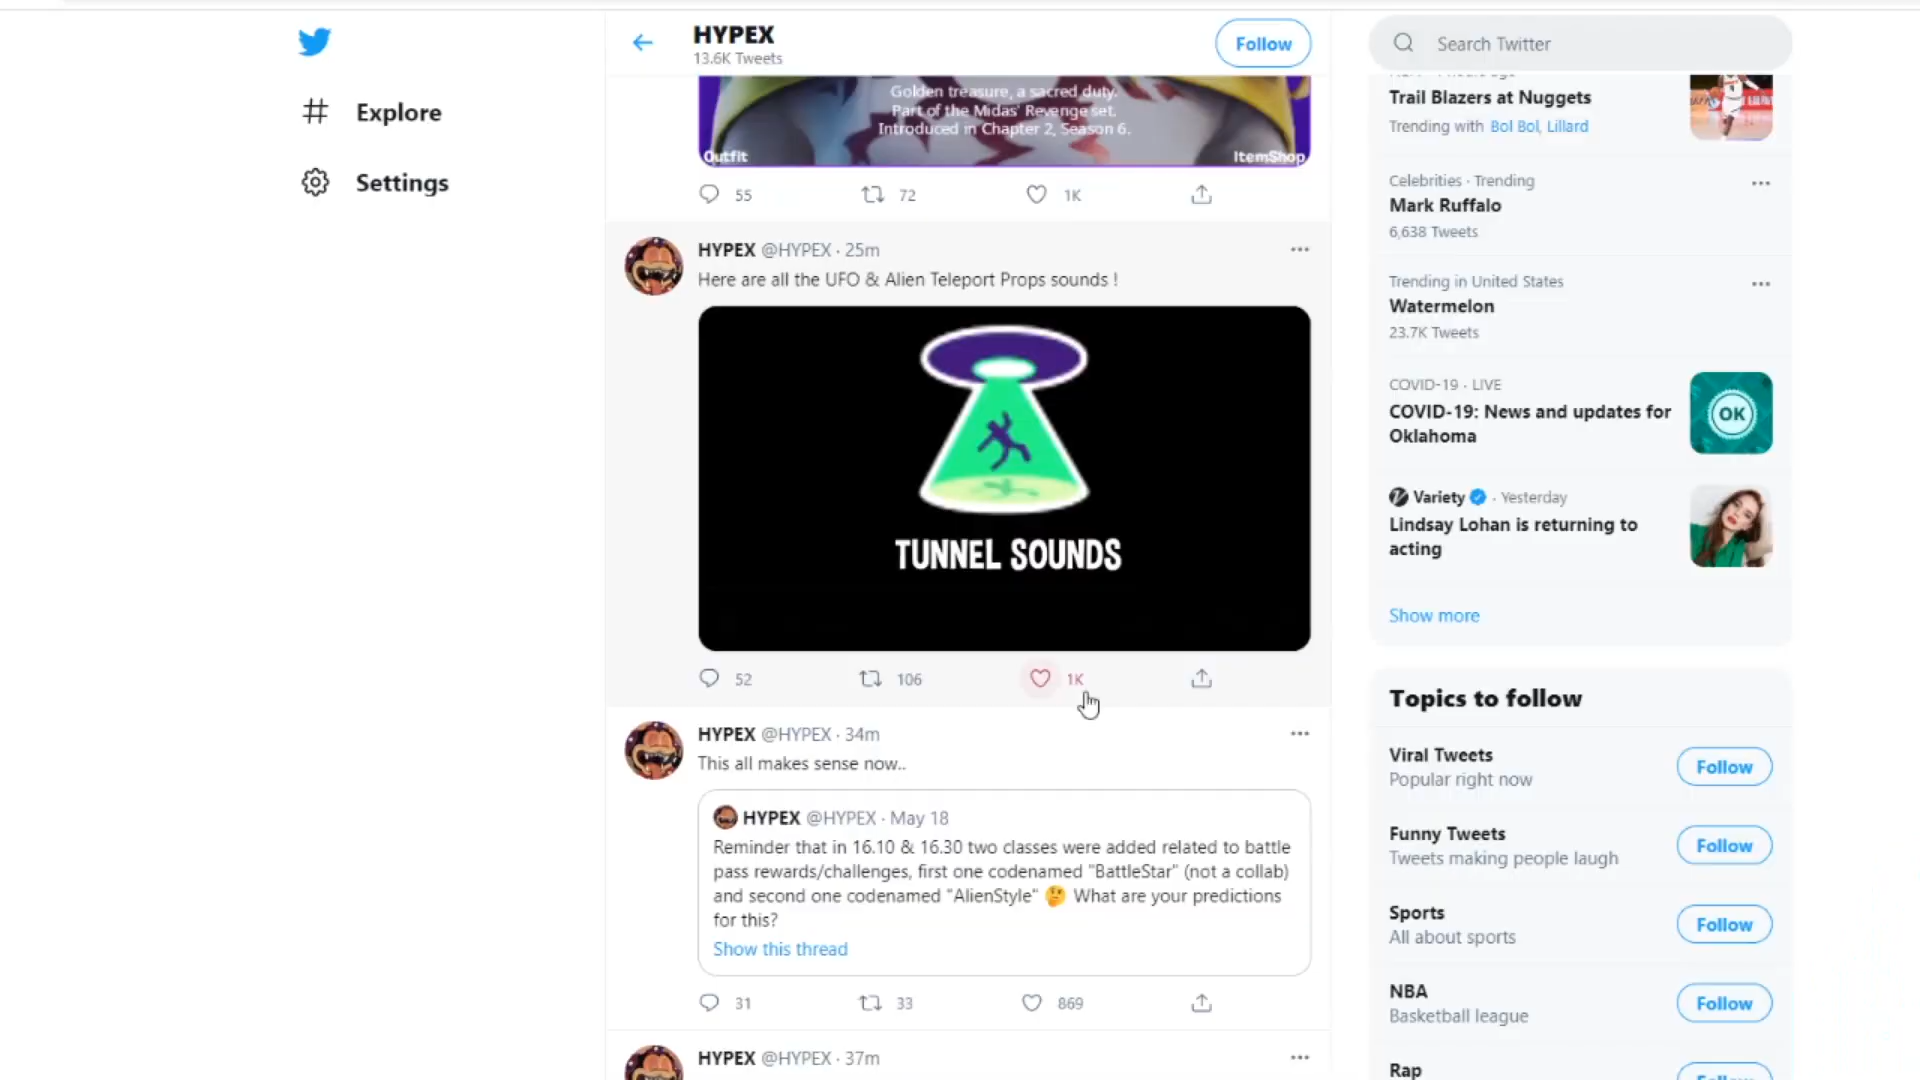 HYPEX
13.6K Tweets
Follow
Search Twitter
Explore
Settings
Golden treasure, a sacred duty.
Part of the Midas' Revenge set.
Introduced in Chapter 2, Season 6.
Outfit
ItemShop
55
72
1K
HYPEX @HYPEX · 25m
Here are all the UFO & Alien Teleport Props sounds !
TUNNEL SOUNDS
52
106
1K
HYPEX @HYPEX · 34m
This all makes sense now..
HYPEX @HYPEX · May 18
Reminder that in 16.10 & 16.30 two classes were added related to battle
pass rewards/challenges, first one codenamed "BattleStar" (not a collab)
and second one codenamed "AlienStyle" 🤔 What are your predictions
for this?
Show this thread
31
33
869
HYPEX @HYPEX · 37m
Trail Blazers at Nuggets
Trending with Bol Bol, Lillard
Celebrities · Trending
Mark Ruffalo
6,638 Tweets
Trending in United States
Watermelon
23.7K Tweets
COVID-19 · LIVE
COVID-19: News and updates for
Oklahoma
OK
Variety · Yesterday
Lindsay Lohan is returning to
acting
Show more
Topics to follow
Viral Tweets
Popular right now
Follow
Funny Tweets
Tweets making people laugh
Follow
Sports
All about sports
Follow
NBA
Basketball league
Follow
Rap
Follow